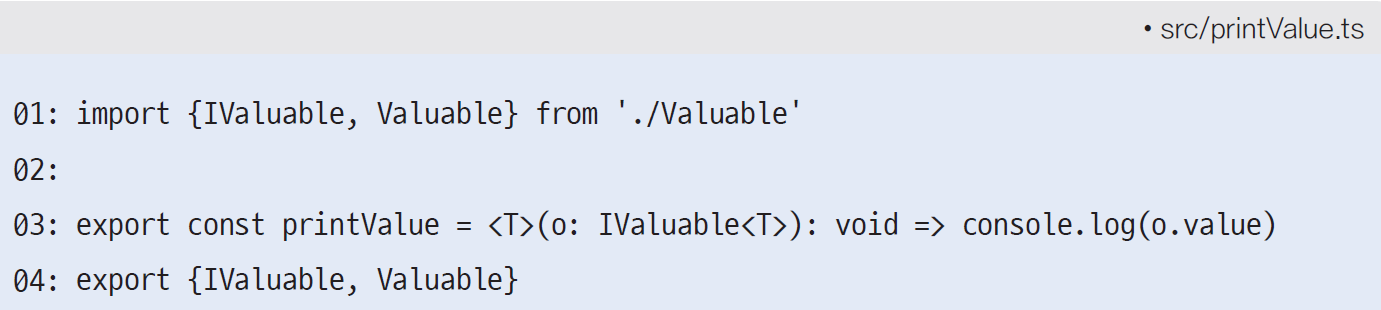 • src/printValue.ts
01: import {IValuable, Valuable} from './Valuable'
02:
03: export const printValue = <T>(o: IValuable<T>): void => console.log(o.value)
04: export {IValuable, Valuable}